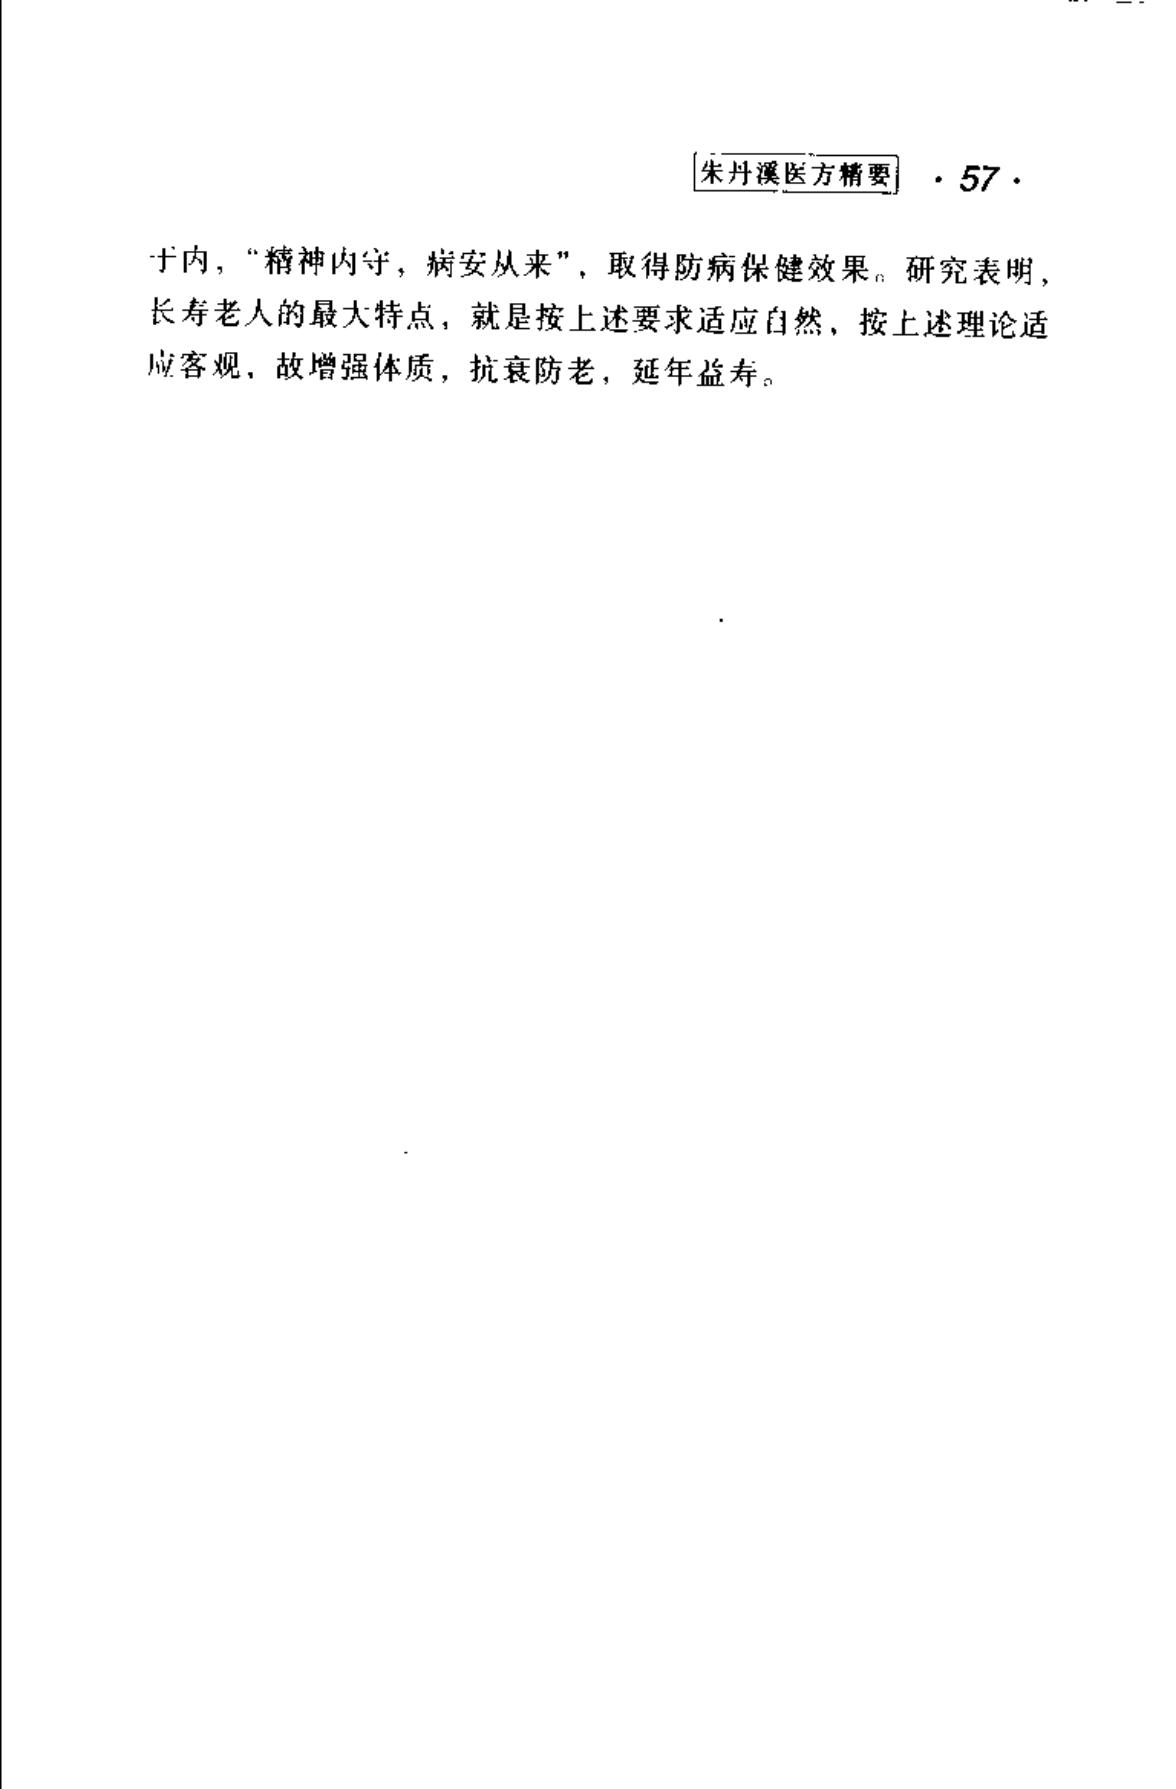 朱丹溪医方精要 · 57 ·
于内，“精神内守，病安从来”，取得防病保健效果。研究表明，
长寿老人的最大特点，就是按上述要求适应自然，按上述理论适
应客观，故增强体质，抗衰防老，延年益寿。